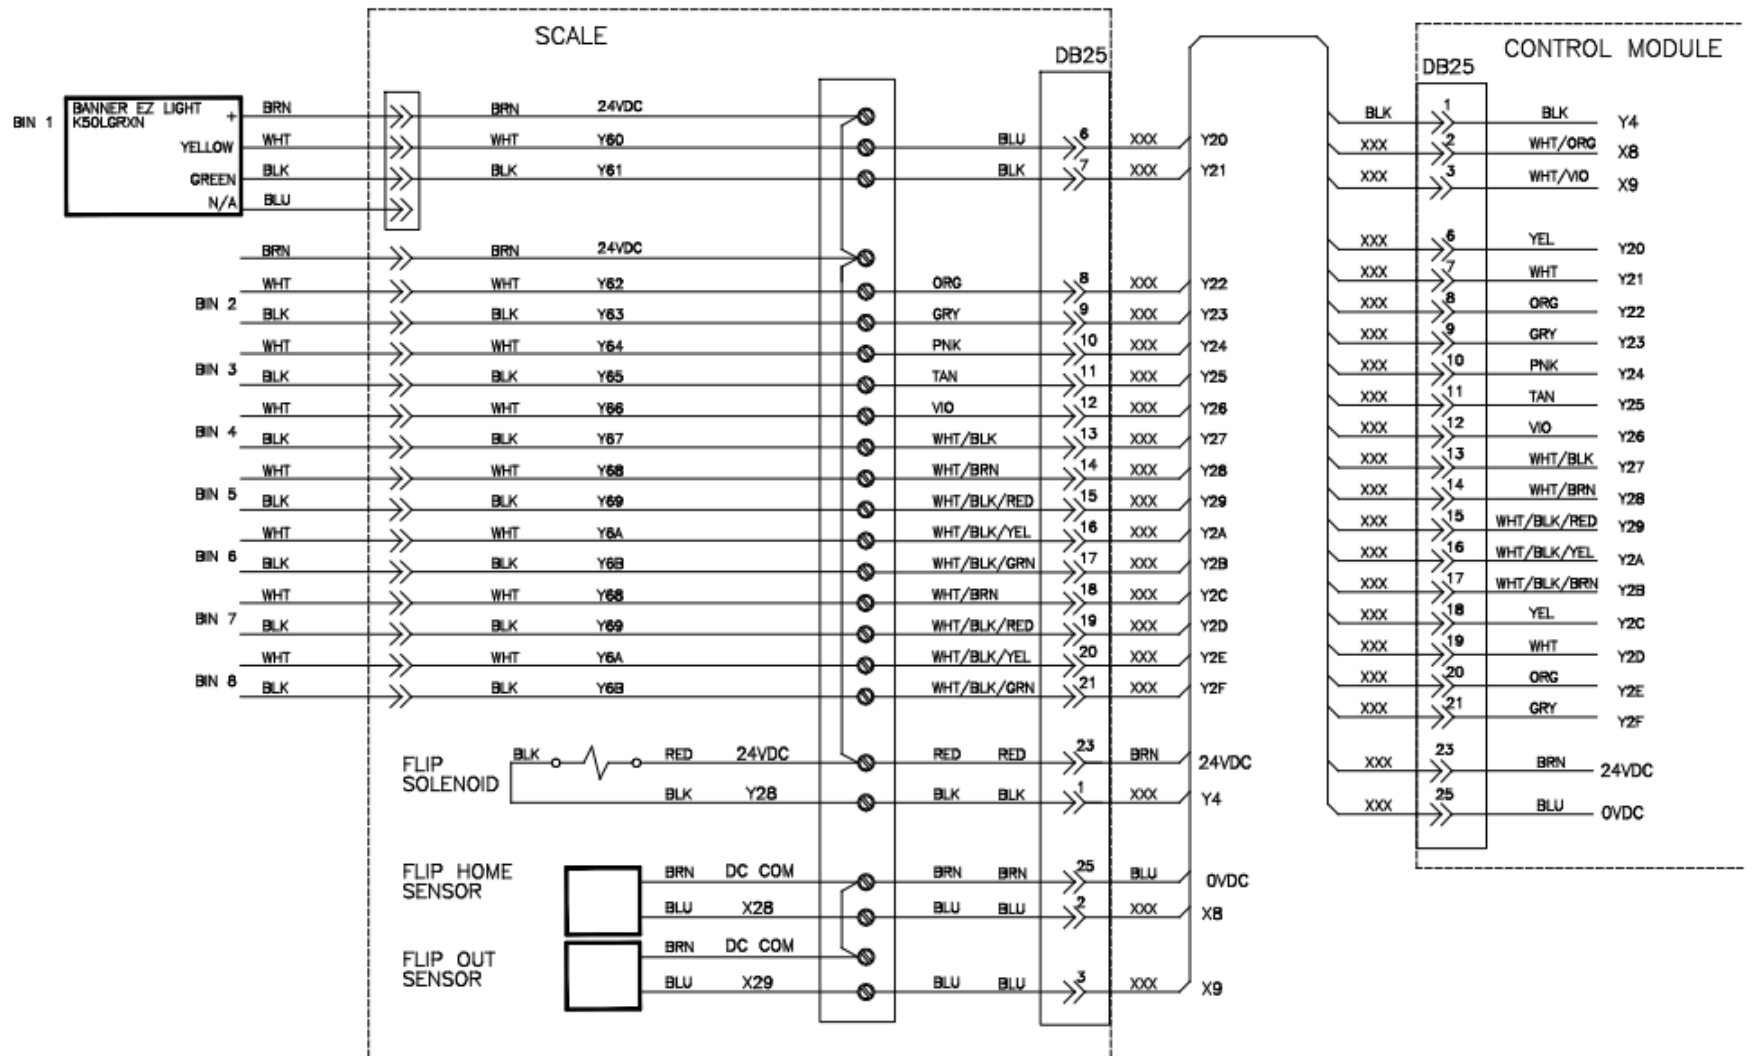 SCALE
DB25
CONTROL MODULE
DB25
BIN 1
BANNER EZ LIGHT
K50LGRXN
+
YELLOW
GREEN
N/A
BRN BRN 24VDC
WHT WHT Y60 BLU 6 XXX Y20
BLK BLK Y61 BLK 7 XXX Y21
BLU
BRN BRN 24VDC
BIN 2
WHT WHT Y62 ORG 8 XXX Y22
BLK BLK Y63 GRY 9 XXX Y23
BIN 3
WHT WHT Y64 PNK 10 XXX Y24
BLK BLK Y65 TAN 11 XXX Y25
BIN 4
WHT WHT Y66 VIO 12 XXX Y26
BLK BLK Y67 WHT/BLK 13 XXX Y27
BIN 5
WHT WHT Y68 WHT/BRN 14 XXX Y28
BLK BLK Y69 WHT/BLK/RED 15 XXX Y29
BIN 6
WHT WHT Y6A WHT/BLK/YEL 16 XXX Y2A
BLK BLK Y6B WHT/BLK/GRN 17 XXX Y2B
BIN 7
WHT WHT Y68 WHT/BRN 18 XXX Y2C
BLK BLK Y69 WHT/BLK/RED 19 XXX Y2D
BIN 8
WHT WHT Y6A WHT/BLK/YEL 20 XXX Y2E
BLK BLK Y6B WHT/BLK/GRN 21 XXX Y2F
FLIP
SOLENOID
BLK RED 24VDC RED RED 23 BRN 24VDC
BLK Y28 BLK BLK 1 XXX Y4
FLIP HOME
SENSOR
BRN DC COM BRN BRN 25 BLU 0VDC
BLU X28 BLU BLU 2 XXX X8
FLIP OUT
SENSOR
BRN DC COM
BLU X29 BLU BLU 3 XXX X9
BLK 1 BLK Y4
XXX 2 WHT/ORG X8
XXX 3 WHT/VIO X9
XXX 6 YEL Y20
XXX 7 WHT Y21
XXX 8 ORG Y22
XXX 9 GRY Y23
XXX 10 PNK Y24
XXX 11 TAN Y25
XXX 12 VIO Y26
XXX 13 WHT/BLK Y27
XXX 14 WHT/BRN Y28
XXX 15 WHT/BLK/RED Y29
XXX 16 WHT/BLK/YEL Y2A
XXX 17 WHT/BLK/BRN Y2B
XXX 18 YEL Y2C
XXX 19 WHT Y2D
XXX 20 ORG Y2E
XXX 21 GRY Y2F
XXX 23 BRN 24VDC
XXX 25 BLU 0VDC